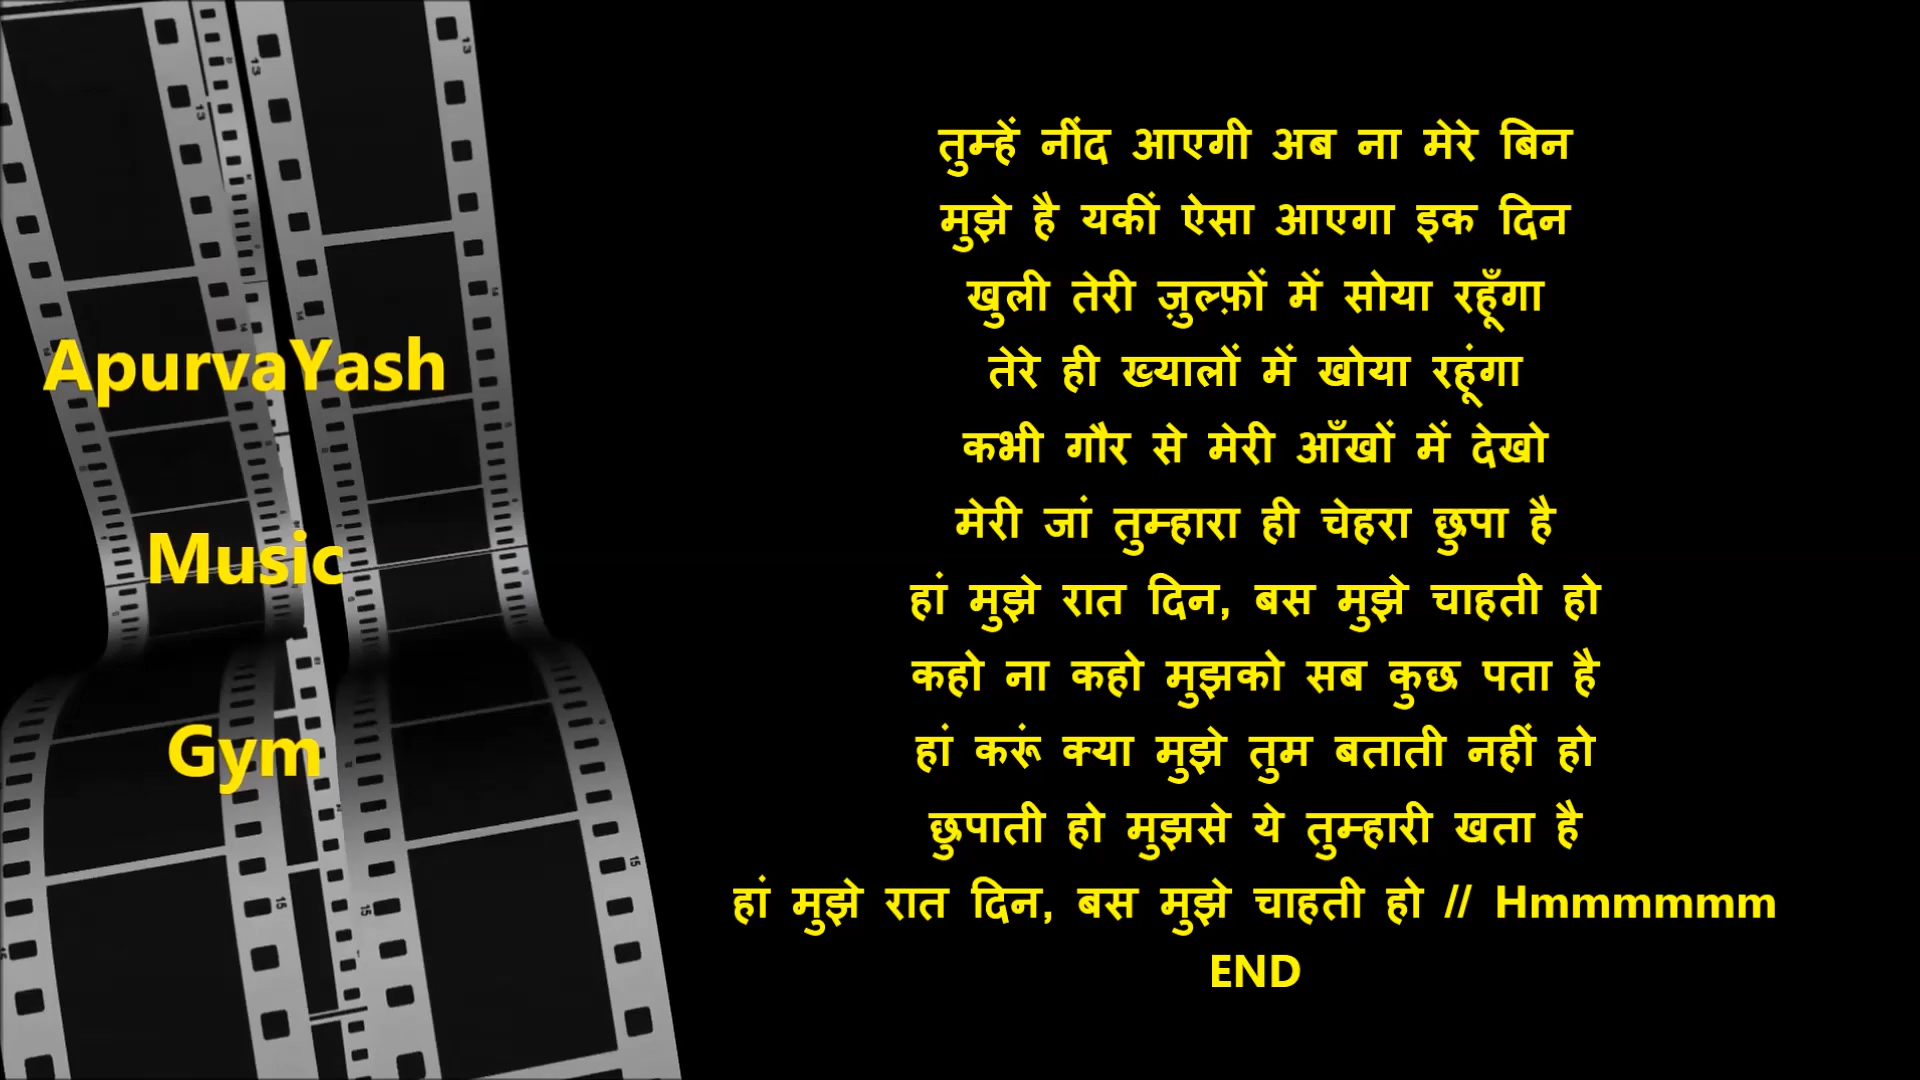 ApurvaYash
Music
Gym
तुम्हें नींद आएगी अब ना मेरे बिन
मुझे है यकीं ऐसा आएगा इक दिन
खुली तेरी ज़ुल्फ़ों में सोया रहूँगा
तेरे ही ख्यालों में खोया रहूंगा
कभी गौर से मेरी आँखों में देखो
मेरी जां तुम्हारा ही चेहरा छुपा है
हां मुझे रात दिन, बस मुझे चाहती हो
कहो ना कहो मुझको सब कुछ पता है
हां करूं क्या मुझे तुम बताती नहीं हो
छुपाती हो मुझसे ये तुम्हारी खता है
हां मुझे रात दिन, बस मुझे चाहती हो // Hmmmmmm
END